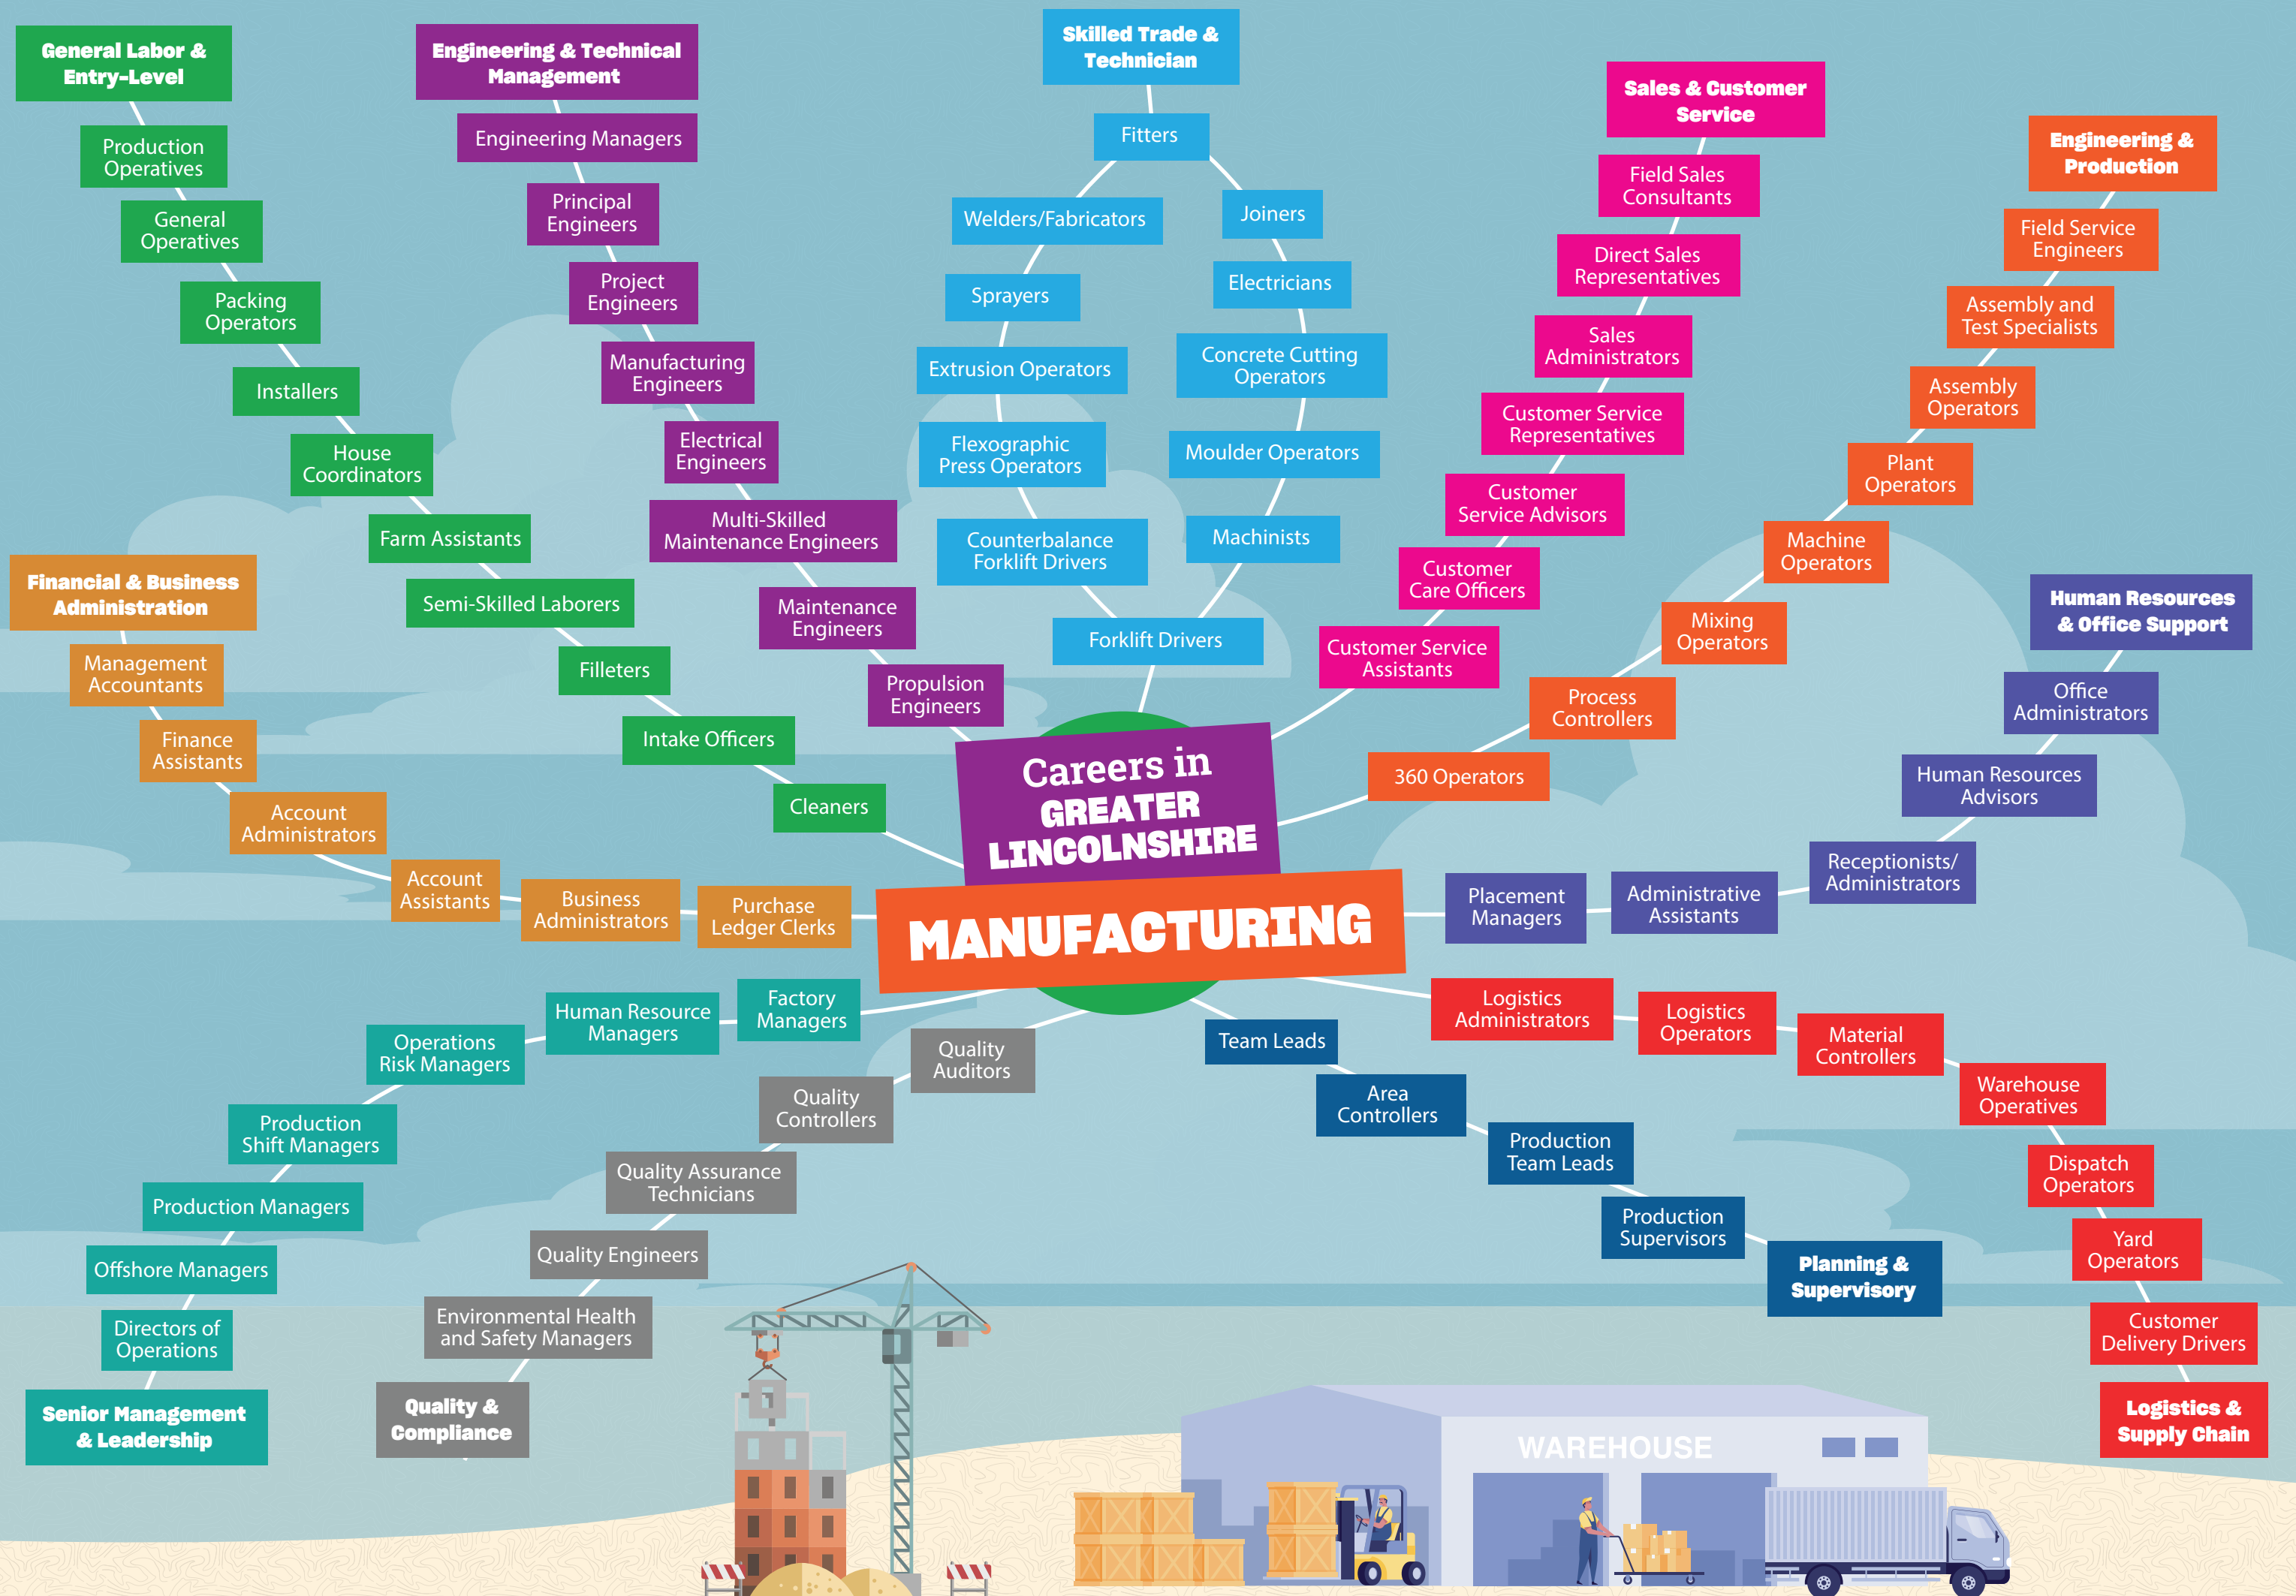 General Labor &
Entry-Level
Production
Operatives
General
Operatives
Packing
Operators
Installers
House
Coordinators
Farm Assistants
Semi-Skilled Laborers
Filleters
Intake Officers
Cleaners
Engineering & Technical
Management
Engineering Managers
Principal
Engineers
Project
Engineers
Manufacturing
Engineers
Electrical
Engineers
Multi-Skilled
Maintenance Engineers
Maintenance
Engineers
Propulsion
Engineers
Skilled Trade &
Technician
Fitters
Welders/Fabricators
Sprayers
Extrusion Operators
Flexographic
Press Operators
Counterbalance
Forklift Drivers
Joiners
Electricians
Concrete Cutting
Operators
Moulder Operators
Machinists
Forklift Drivers
Sales & Customer
Service
Field Sales
Consultants
Direct Sales
Representatives
Sales
Administrators
Customer Service
Representatives
Customer
Service Advisors
Customer
Care Officers
Customer Service
Assistants
Engineering &
Production
Field Service
Engineers
Assembly and
Test Specialists
Assembly
Operators
Plant
Operators
Machine
Operators
Mixing
Operators
Process
Controllers
360 Operators
Financial & Business
Administration
Management
Accountants
Finance
Assistants
Account
Administrators
Account
Assistants
Business
Administrators
Purchase
Ledger Clerks
Careers in
GREATER
LINCOLNSHIRE
MANUFACTURING
Human Resources
& Office Support
Office
Administrators
Human Resources
Advisors
Receptionists/
Administrators
Administrative
Assistants
Placement
Managers
Factory
Managers
Human Resource
Managers
Operations
Risk Managers
Production
Shift Managers
Production Managers
Offshore Managers
Directors of
Operations
Senior Management
& Leadership
Quality
Auditors
Quality
Controllers
Quality Assurance
Technicians
Quality Engineers
Environmental Health
and Safety Managers
Quality &
Compliance
Team Leads
Area
Controllers
Production
Team Leads
Production
Supervisors
Planning &
Supervisory
Logistics
Administrators
Logistics
Operators
Material
Controllers
Warehouse
Operatives
Dispatch
Operators
Yard
Operators
Customer
Delivery Drivers
Logistics &
Supply Chain
WAREHOUSE